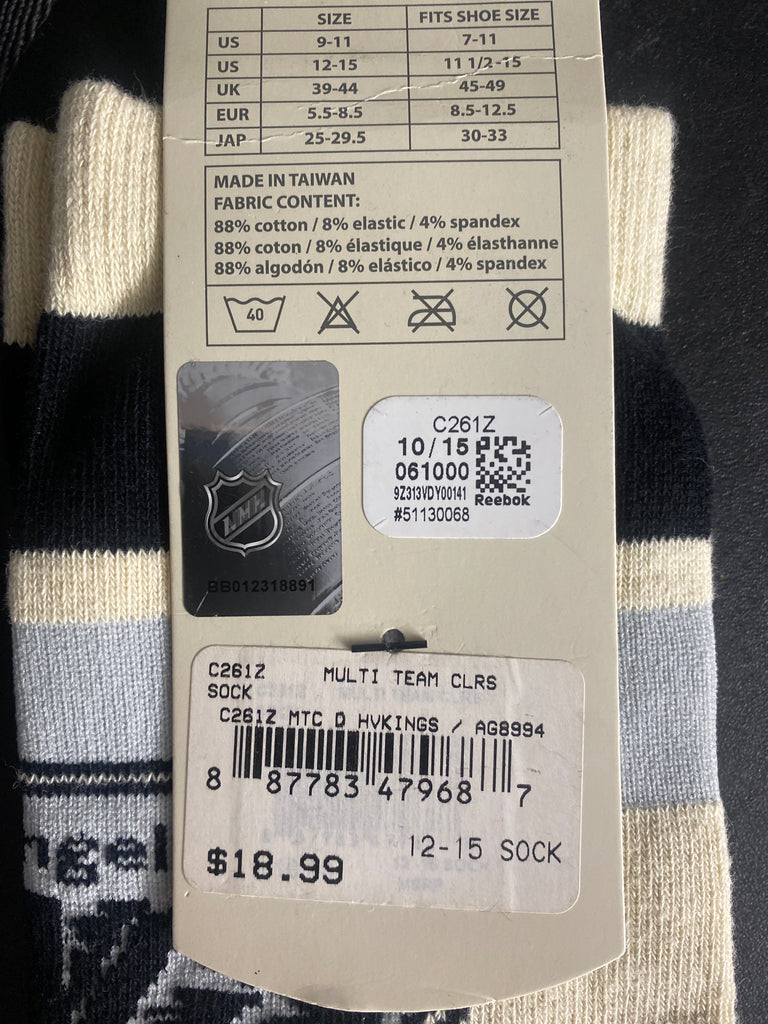 SIZE FITS SHOE SIZE
US 9-11 7-11
US 12-15 11 1/2-15
UK 39-44 45-49
EUR 5.5-8.5 8.5-12.5
JAP 25-29.5 30-33
MADE IN TAIWAN
FABRIC CONTENT:
88% cotton / 8% elastic / 4% spandex
88% coton / 8% élastique / 4% élasthanne
88% algodón / 8% elástico / 4% spandex
40
NHL
BB012318891
C261Z
10/15
061000
9Z313VDY00141
Reebok
#51130068
C261Z MULTI TEAM CLRS
SOCK
C261Z MTC D HVKINGS / AG8994
8 87783 47968 7
12-15 SOCK
$18.99